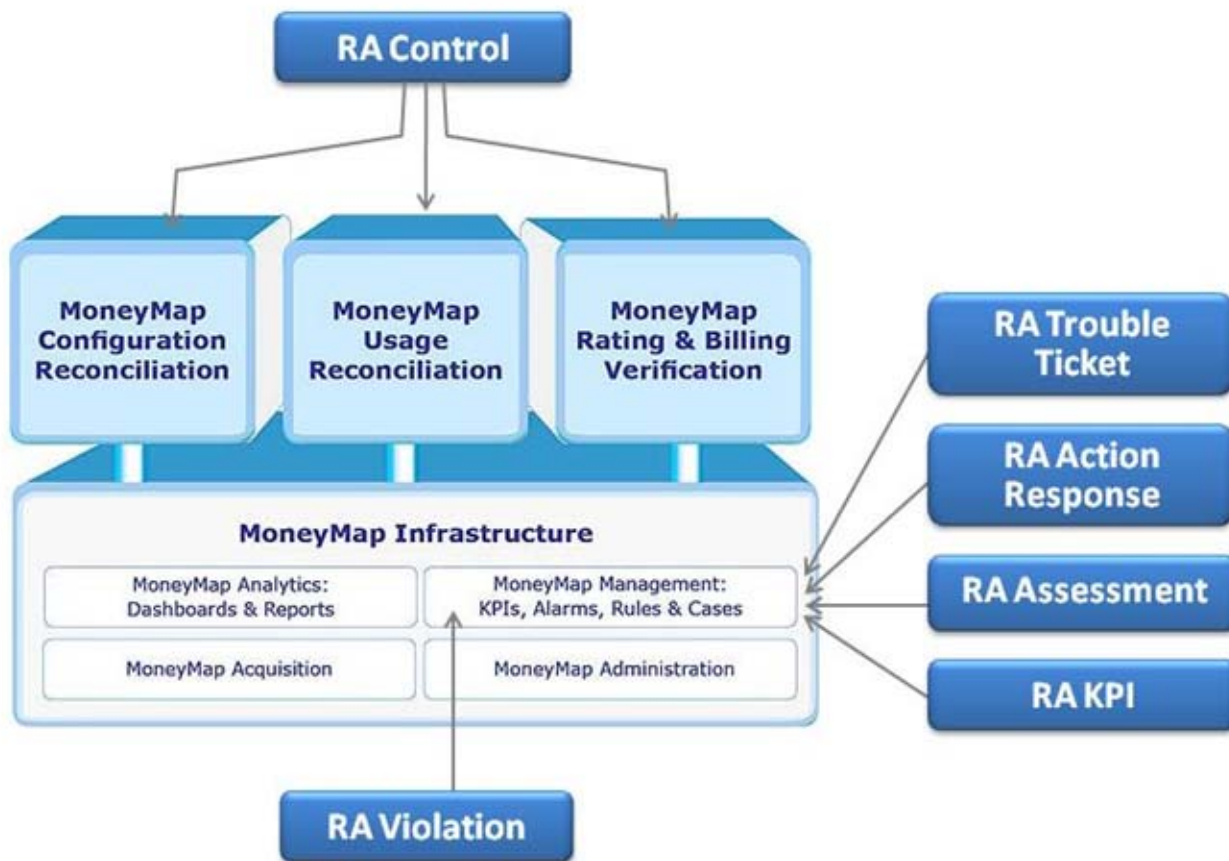 RA Control
MoneyMap
Configuration
Reconciliation
MoneyMap
Usage
Reconciliation
MoneyMap
Rating & Billing
Verification
RA Trouble
Ticket
RA Action
Response
RA Assessment
RA KPI
MoneyMap Infrastructure
MoneyMap Analytics:
Dashboards & Reports
MoneyMap Management:
KPIs, Alarms, Rules & Cases
MoneyMap Acquisition
MoneyMap Administration
RA Violation